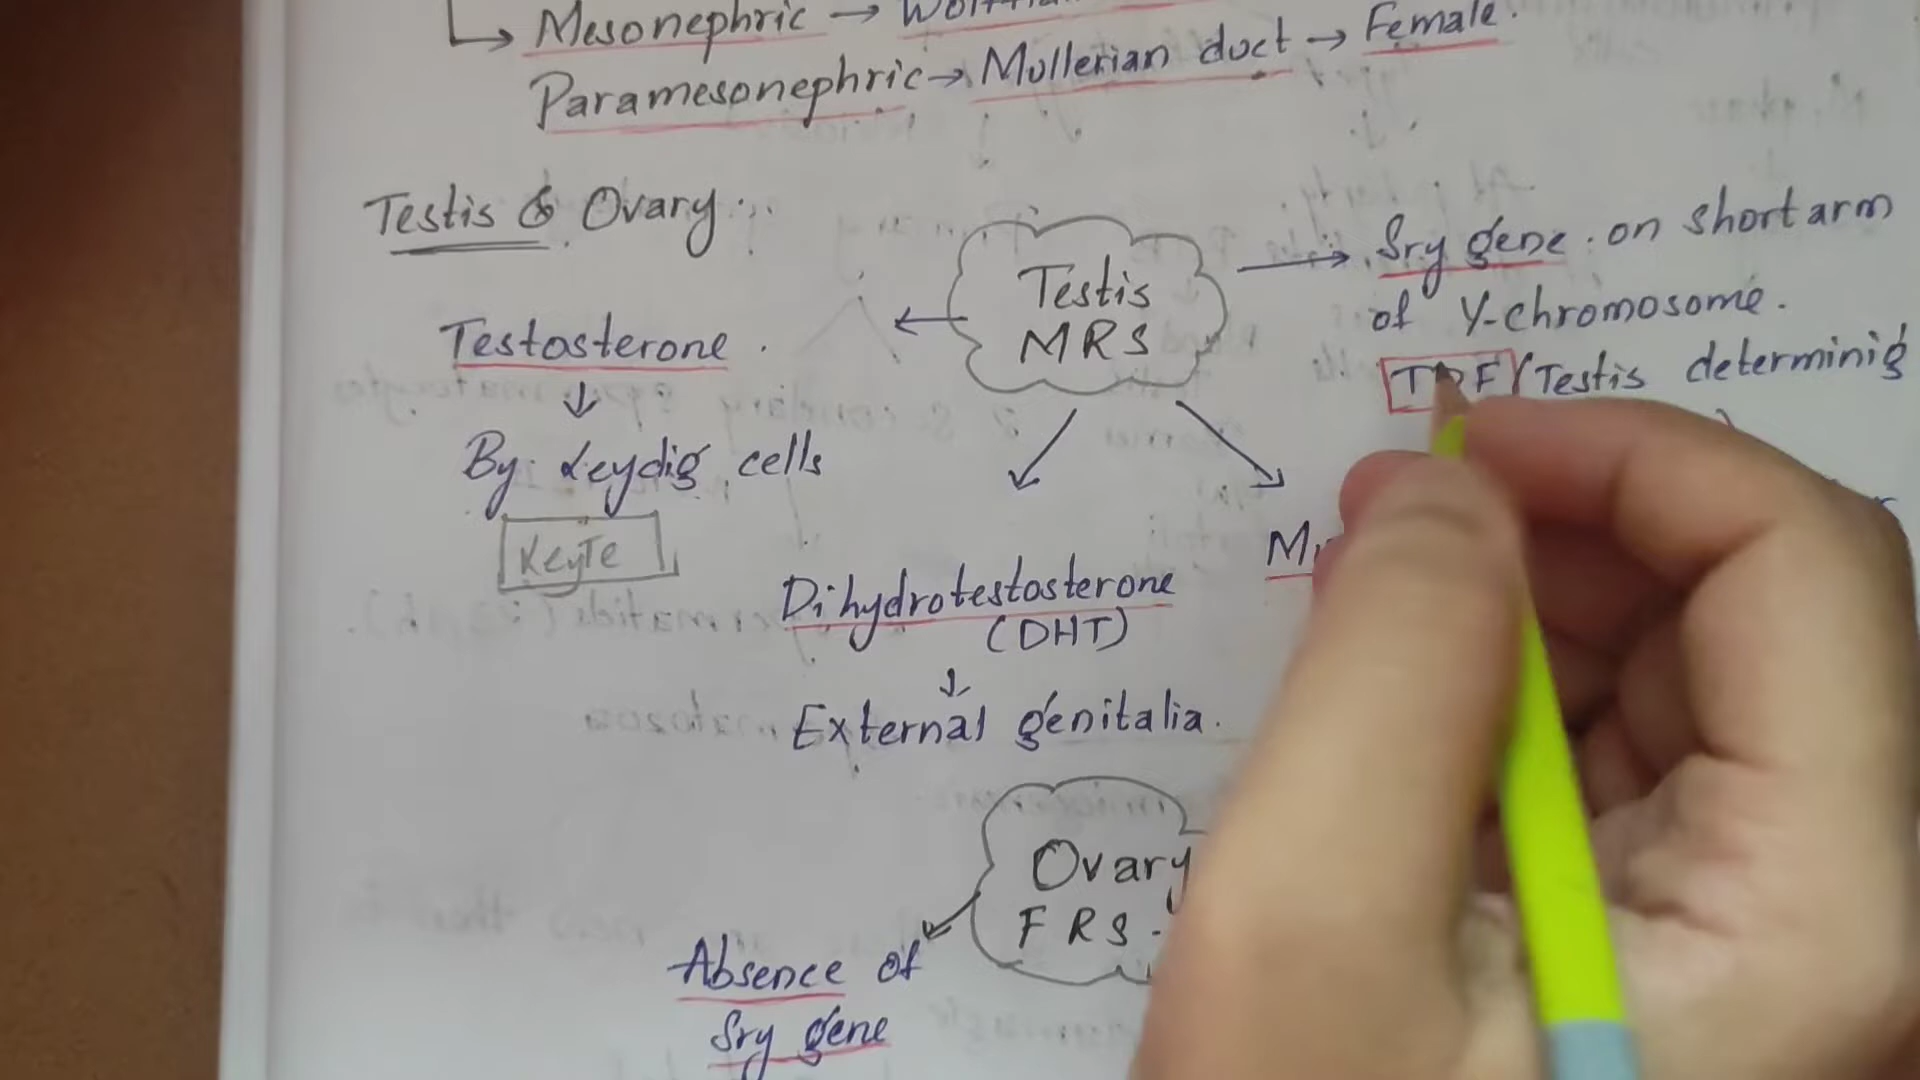 Mesonephric →
Paramesonephric → Mullerian duct → Female.
Testis & Ovary
Testis
MRS
Sry gene on short arm
of Y-chromosome.
TDF (Testis determinig
Testosterone.
By Leydig cells
KeyTe
Dihydrotestosterone
(DHT)
External genitalia.
Ovary
FRS.
Absence of
Sry gene